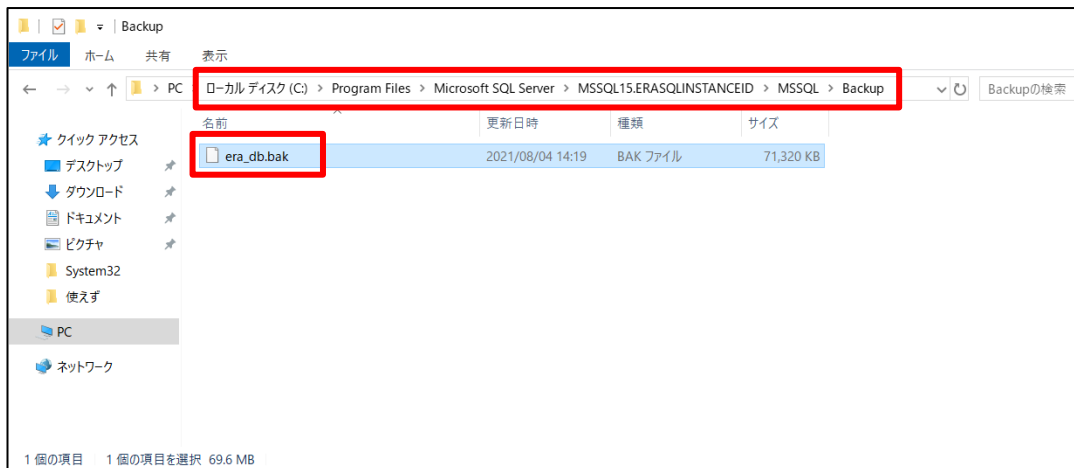 Backup
ファイル ホーム 共有 表示
PC ローカル ディスク (C:) > Program Files > Microsoft SQL Server > MSSQL15.ERASQLINSTANCEID > MSSQL > Backup Backupの検索
名前 更新日時 種類 サイズ
クイック アクセス
era_db.bak 2021/08/04 14:19 BAK ファイル 71,320 KB
デスクトップ
ダウンロード
ドキュメント
ピクチャ
System32
使えず
PC
ネットワーク
1 個の項目 1 個の項目を選択 69.6 MB